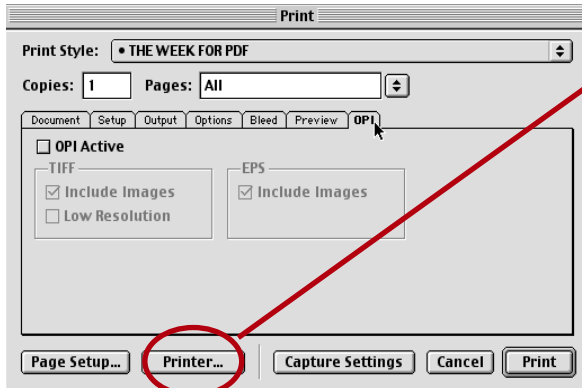 Print
Print Style: • THE WEEK FOR PDF
Copies: 1 Pages: All
Document Setup Output Options Bleed Preview OPI
OPI Active
TIFF EPS
Include Images Include Images
Low Resolution
Page Setup... Printer... Capture Settings Cancel Print